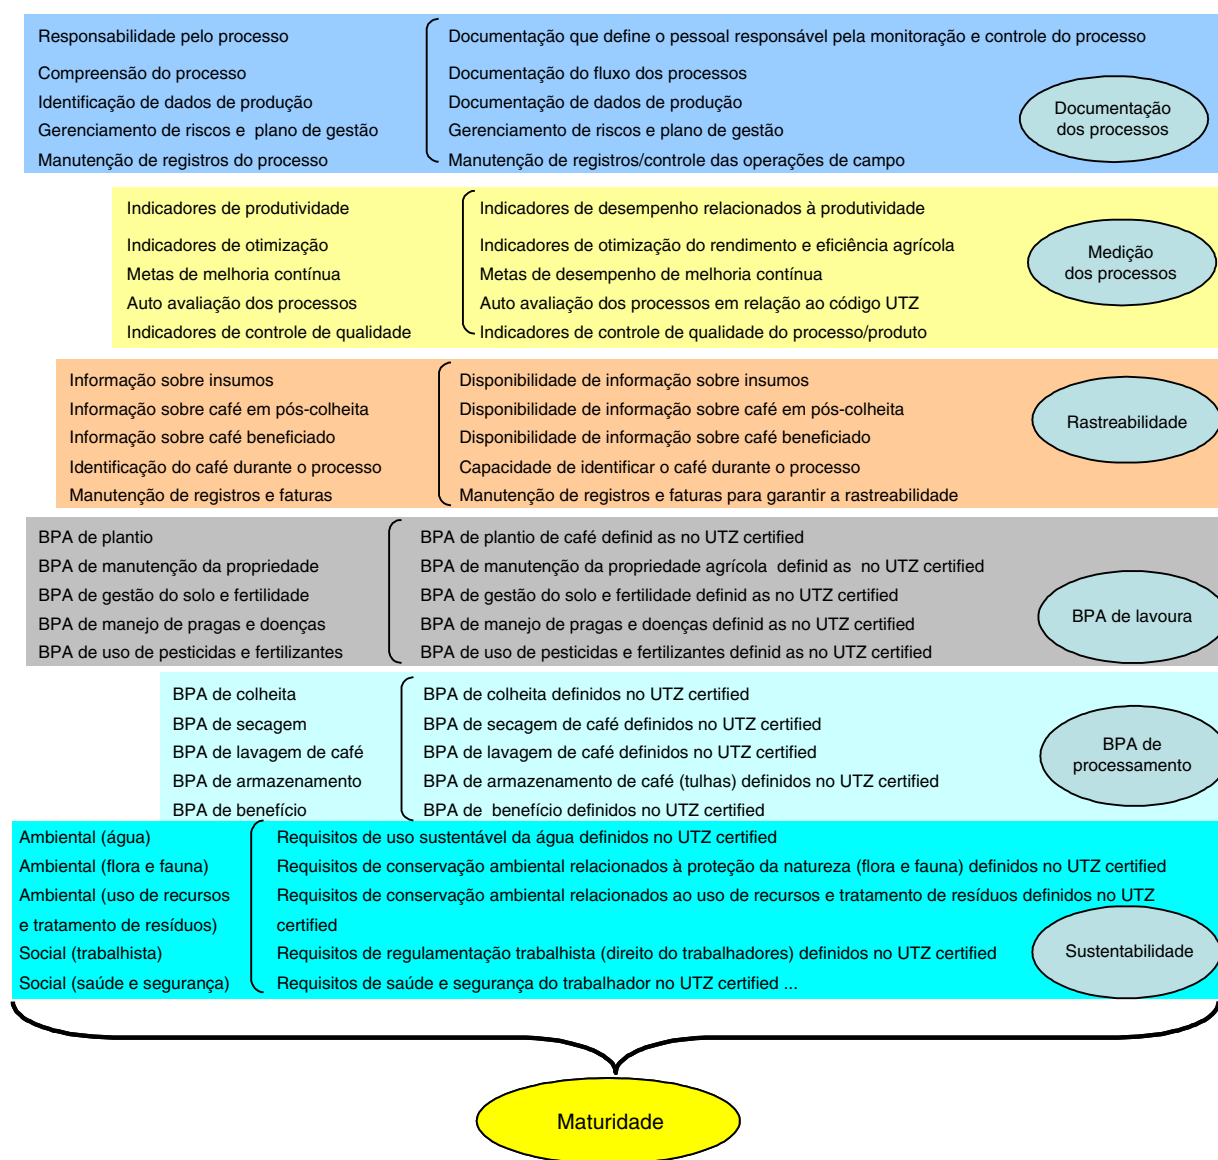 Responsabilidade pelo processo
Documentação que define o pessoal responsável pela monitoração e controle do processo
Compreensão do processo
Documentação do fluxo dos processos
Identificação de dados de produção
Documentação de dados de produção
Gerenciamento de riscos e plano de gestão
Gerenciamento de riscos e plano de gestão
Manutenção de registros do processo
Manutenção de registros/controle das operações de campo
Documentação
dos processos
Indicadores de produtividade
Indicadores de desempenho relacionados à produtividade
Indicadores de otimização
Indicadores de otimização do rendimento e eficiência agrícola
Metas de melhoria contínua
Metas de desempenho de melhoria contínua
Auto avaliação dos processos
Auto avaliação dos processos em relação ao código UTZ
Indicadores de controle de qualidade
Indicadores de controle de qualidade do processo/produto
Medição
dos processos
Informação sobre insumos
Disponibilidade de informação sobre insumos
Informação sobre café em pós-colheita
Disponibilidade de informação sobre café em pós-colheita
Informação sobre café beneficiado
Disponibilidade de informação sobre café beneficiado
Identificação do café durante o processo
Capacidade de identificar o café durante o processo
Manutenção de registros e faturas
Manutenção de registros e faturas para garantir a rastreabilidade
Rastreabilidade
BPA de plantio
BPA de plantio de café definid as no UTZ certified
BPA de manutenção da propriedade
BPA de manutenção da propriedade agrícola definid as no UTZ certified
BPA de gestão do solo e fertilidade
BPA de gestão do solo e fertilidade definid as no UTZ certified
BPA de manejo de pragas e doenças
BPA de manejo de pragas e doenças definid as no UTZ certified
BPA de uso de pesticidas e fertilizantes
BPA de uso de pesticidas e fertilizantes definid as no UTZ certified
BPA de lavoura
BPA de colheita
BPA de colheita definidos no UTZ certified
BPA de secagem
BPA de secagem de café definidos no UTZ certified
BPA de lavagem de café
BPA de lavagem de café definidos no UTZ certified
BPA de armazenamento
BPA de armazenamento de café (tulhas) definidos no UTZ certified
BPA de benefício
BPA de benefício definidos no UTZ certified
BPA de
processamento
Ambiental (água)
Requisitos de uso sustentável da água definidos no UTZ certified
Ambiental (flora e fauna)
Requisitos de conservação ambiental relacionados à proteção da natureza (flora e fauna) definidos no UTZ certified
Ambiental (uso de recursos
e tratamento de resíduos)
Requisitos de conservação ambiental relacionados ao uso de recursos e tratamento de resíduos definidos no UTZ
certified
Social (trabalhista)
Requisitos de regulamentação trabalhista (direito do trabalhadores) definidos no UTZ certified
Social (saúde e segurança)
Requisitos de saúde e segurança do trabalhador no UTZ certified ...
Sustentabilidade
Maturidade